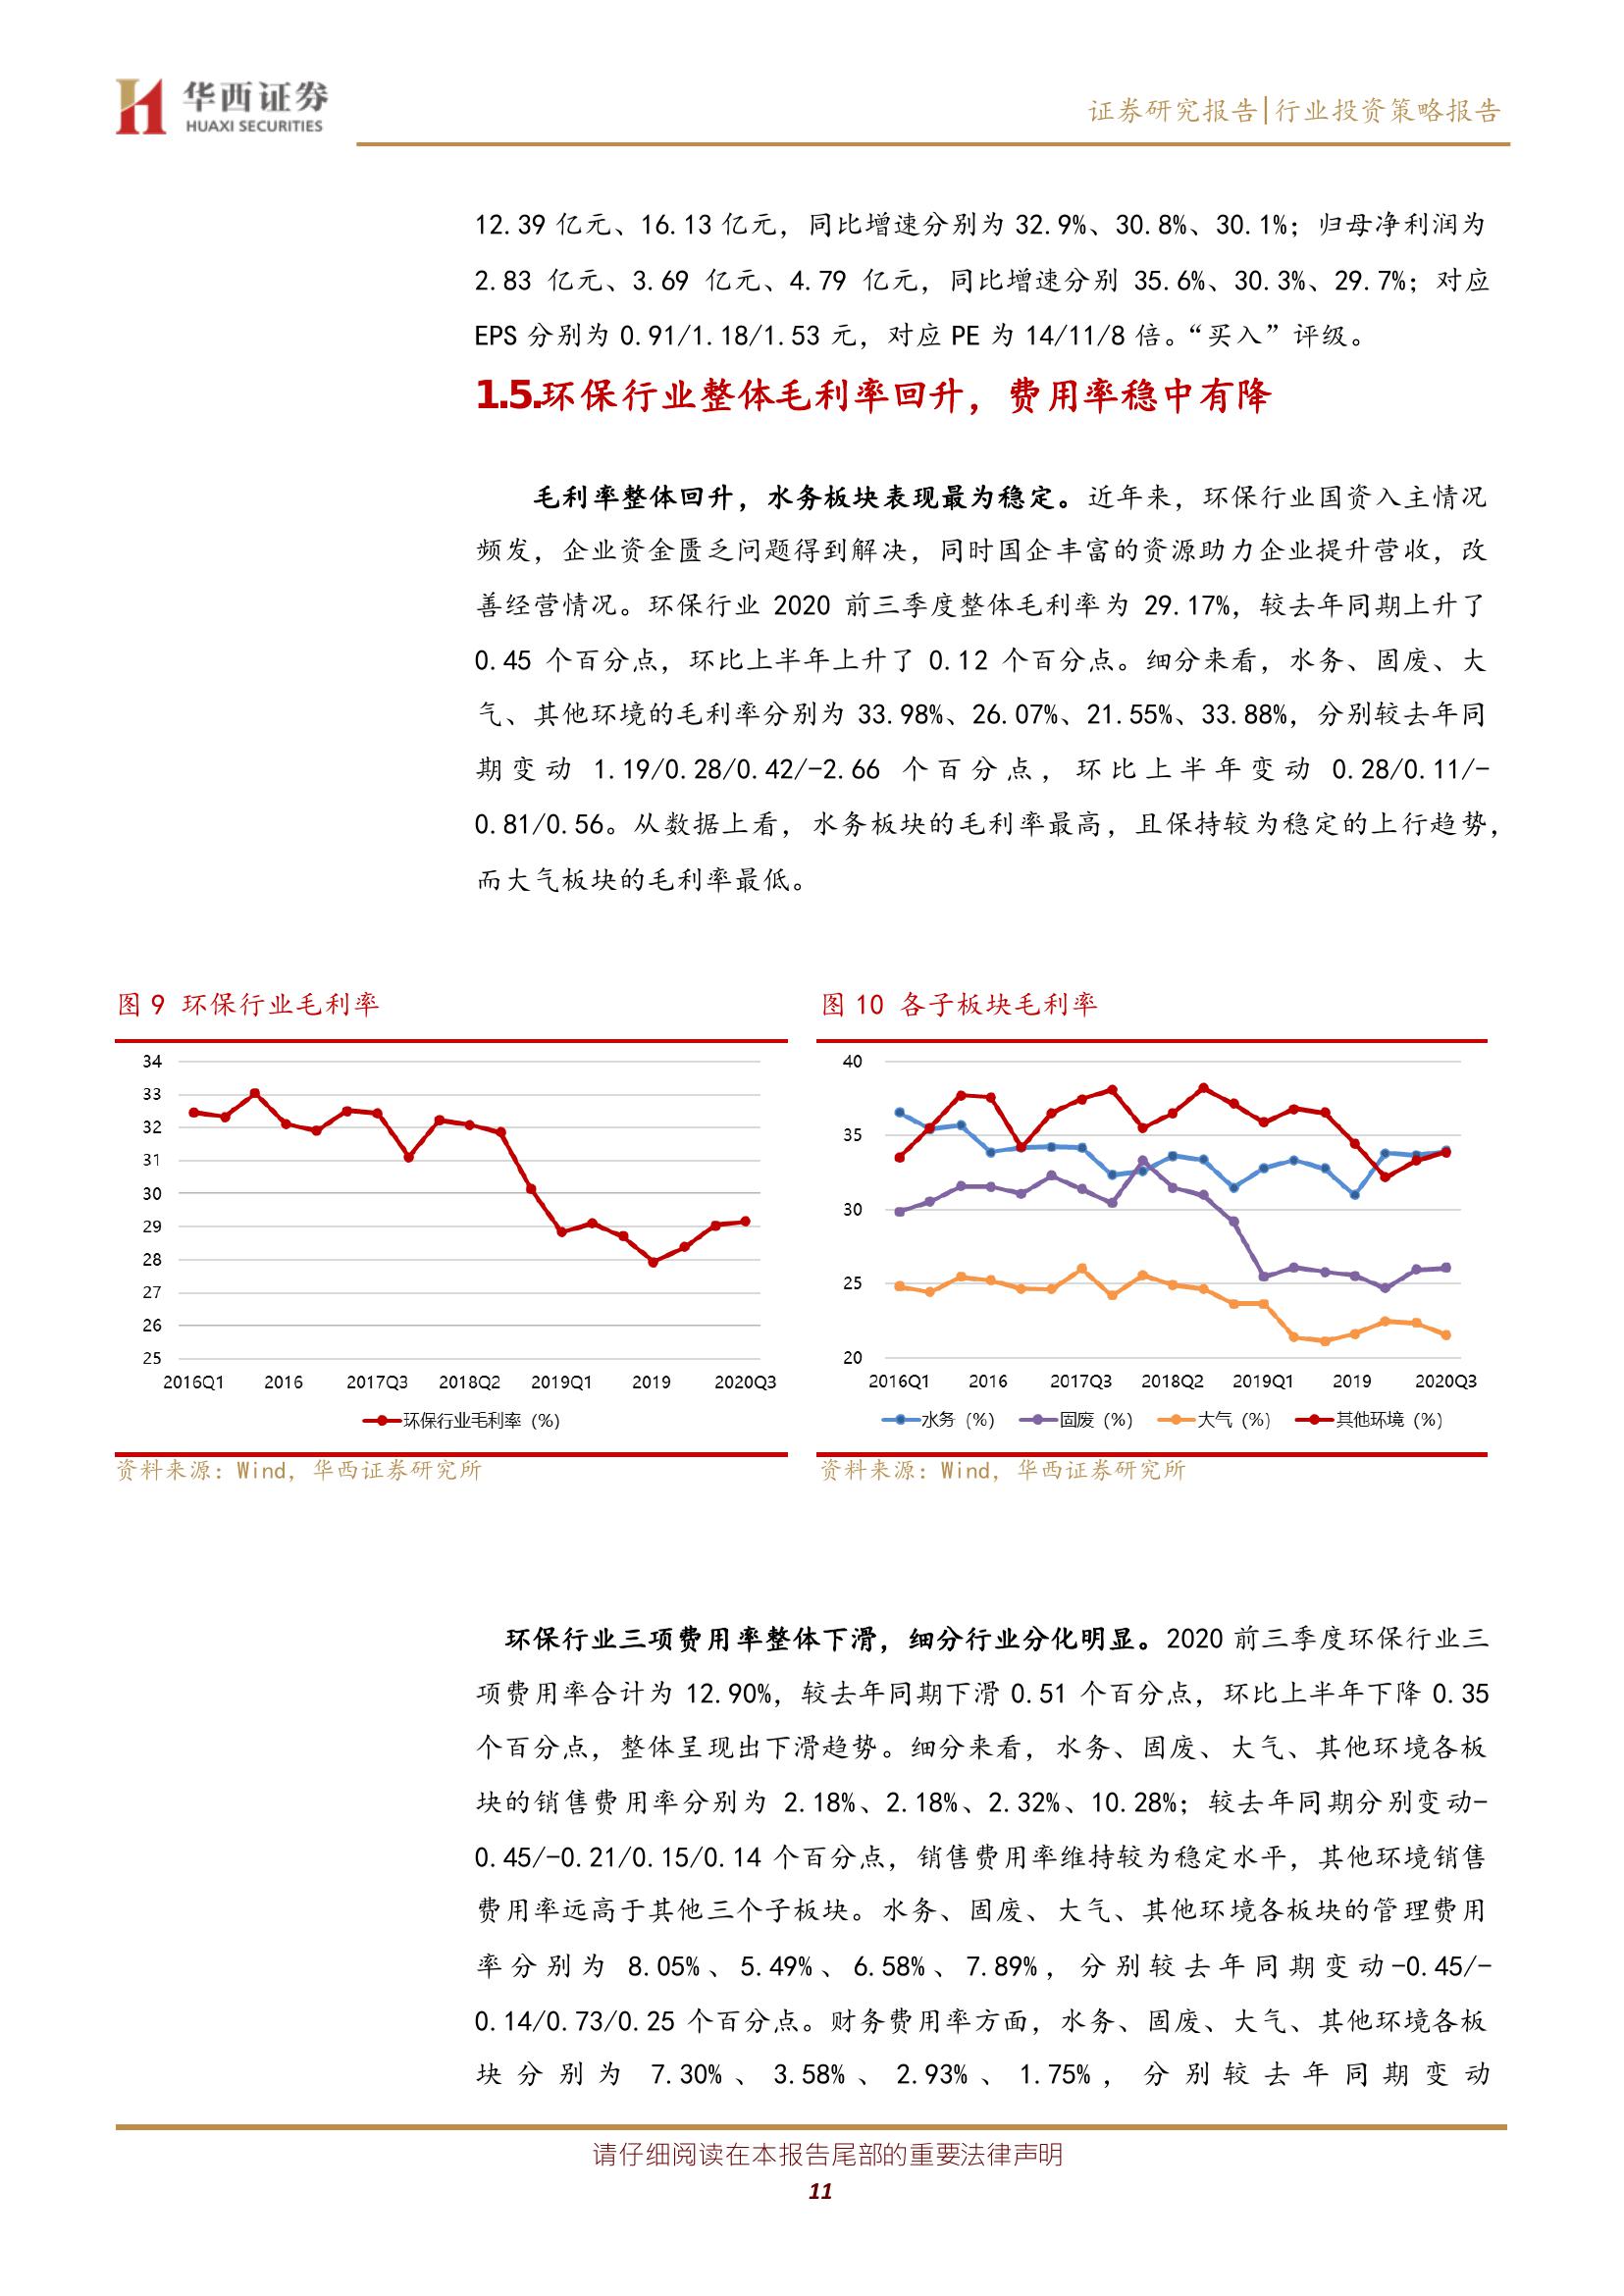 华西证券
HUAXI SECURITIES
证券研究报告|行业投资策略报告
12.39 亿元、16.13 亿元，同比增速分别为 32.9%、30.8%、30.1%；归母净利润为
2.83 亿元、3.69 亿元、4.79 亿元，同比增速分别 35.6%、30.3%、29.7%；对应
EPS 分别为 0.91/1.18/1.53 元，对应 PE 为 14/11/8 倍。“买入”评级。
1.5.环保行业整体毛利率回升，费用率稳中有降
毛利率整体回升，水务板块表现最为稳定。近年来，环保行业国资入主情况
频发，企业资金匮乏问题得到解决，同时国企丰富的资源助力企业提升营收，改
善经营情况。环保行业 2020 前三季度整体毛利率为 29.17%，较去年同期上升了
0.45 个百分点，环比上半年上升了 0.12 个百分点。细分来看，水务、固废、大
气、其他环境的毛利率分别为 33.98%、26.07%、21.55%、33.88%，分别较去年同
期变动 1.19/0.28/0.42/-2.66 个百分点，环比上半年变动 0.28/0.11/-
0.81/0.56。从数据上看，水务板块的毛利率最高，且保持较为稳定的上行趋势，
而大气板块的毛利率最低。
图 9 环保行业毛利率
34
33
32
31
30
29
28
27
26
25
2016Q1 2016 2017Q3 2018Q2 2019Q1 2019 2020Q3
环保行业毛利率（%）
资料来源：Wind，华西证券研究所
图 10 各子板块毛利率
40
35
30
25
20
2016Q1 2016 2017Q3 2018Q2 2019Q1 2019 2020Q3
水务（%） 固废（%） 大气（%） 其他环境（%）
资料来源：Wind，华西证券研究所
环保行业三项费用率整体下滑，细分行业分化明显。2020 前三季度环保行业三
项费用率合计为 12.90%，较去年同期下滑 0.51 个百分点，环比上半年下降 0.35
个百分点，整体呈现出下滑趋势。细分来看，水务、固废、大气、其他环境各板
块的销售费用率分别为 2.18%、2.18%、2.32%、10.28%；较去年同期分别变动-
0.45/-0.21/0.15/0.14 个百分点，销售费用率维持较为稳定水平，其他环境销售
费用率远高于其他三个子板块。水务、固废、大气、其他环境各板块的管理费用
率分别为 8.05%、5.49%、6.58%、7.89%，分别较去年同期变动-0.45/-
0.14/0.73/0.25 个百分点。财务费用率方面，水务、固废、大气、其他环境各板
块分别为 7.30%、3.58%、2.93%、1.75%，分别较去年同期变动
请仔细阅读在本报告尾部的重要法律声明
11